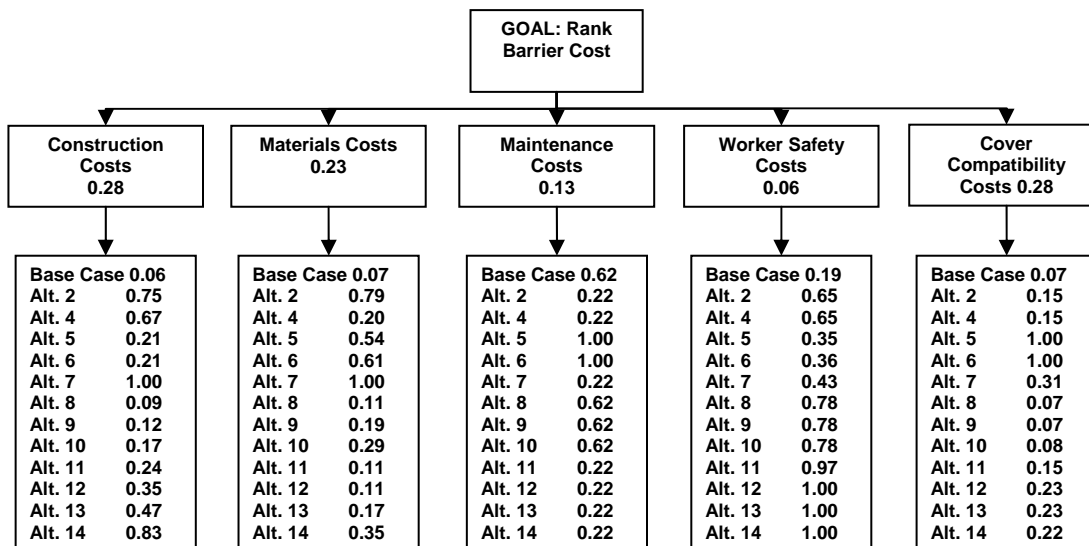 GOAL: Rank
Barrier Cost
Construction
Costs
0.28
Materials Costs
0.23
Maintenance
Costs
0.13
Worker Safety
Costs
0.06
Cover
Compatibility
Costs 0.28
Base Case 0.06
Alt. 2 0.75
Alt. 4 0.67
Alt. 5 0.21
Alt. 6 0.21
Alt. 7 1.00
Alt. 8 0.09
Alt. 9 0.12
Alt. 10 0.17
Alt. 11 0.24
Alt. 12 0.35
Alt. 13 0.47
Alt. 14 0.83
Base Case 0.07
Alt. 2 0.79
Alt. 4 0.20
Alt. 5 0.54
Alt. 6 0.61
Alt. 7 1.00
Alt. 8 0.11
Alt. 9 0.19
Alt. 10 0.29
Alt. 11 0.11
Alt. 12 0.11
Alt. 13 0.17
Alt. 14 0.35
Base Case 0.62
Alt. 2 0.22
Alt. 4 0.22
Alt. 5 1.00
Alt. 6 1.00
Alt. 7 0.22
Alt. 8 0.62
Alt. 9 0.62
Alt. 10 0.62
Alt. 11 0.22
Alt. 12 0.22
Alt. 13 0.22
Alt. 14 0.22
Base Case 0.19
Alt. 2 0.65
Alt. 4 0.65
Alt. 5 0.35
Alt. 6 0.36
Alt. 7 0.43
Alt. 8 0.78
Alt. 9 0.78
Alt. 10 0.78
Alt. 11 0.97
Alt. 12 1.00
Alt. 13 1.00
Alt. 14 1.00
Base Case 0.07
Alt. 2 0.15
Alt. 4 0.15
Alt. 5 1.00
Alt. 6 1.00
Alt. 7 0.31
Alt. 8 0.07
Alt. 9 0.07
Alt. 10 0.08
Alt. 11 0.15
Alt. 12 0.23
Alt. 13 0.23
Alt. 14 0.22